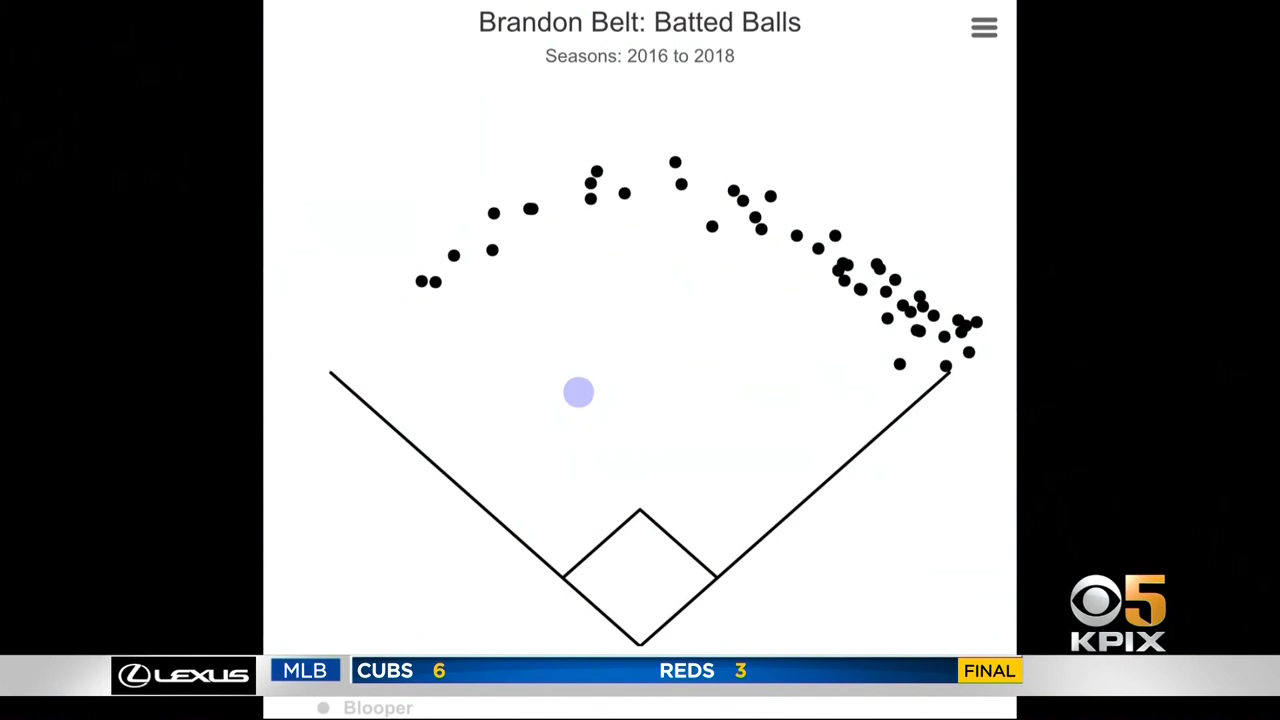 Brandon Belt: Batted Balls
Seasons: 2016 to 2018
5
KPIX
LEXUS
MLB CUBS 6 REDS 3 FINAL
Blooper